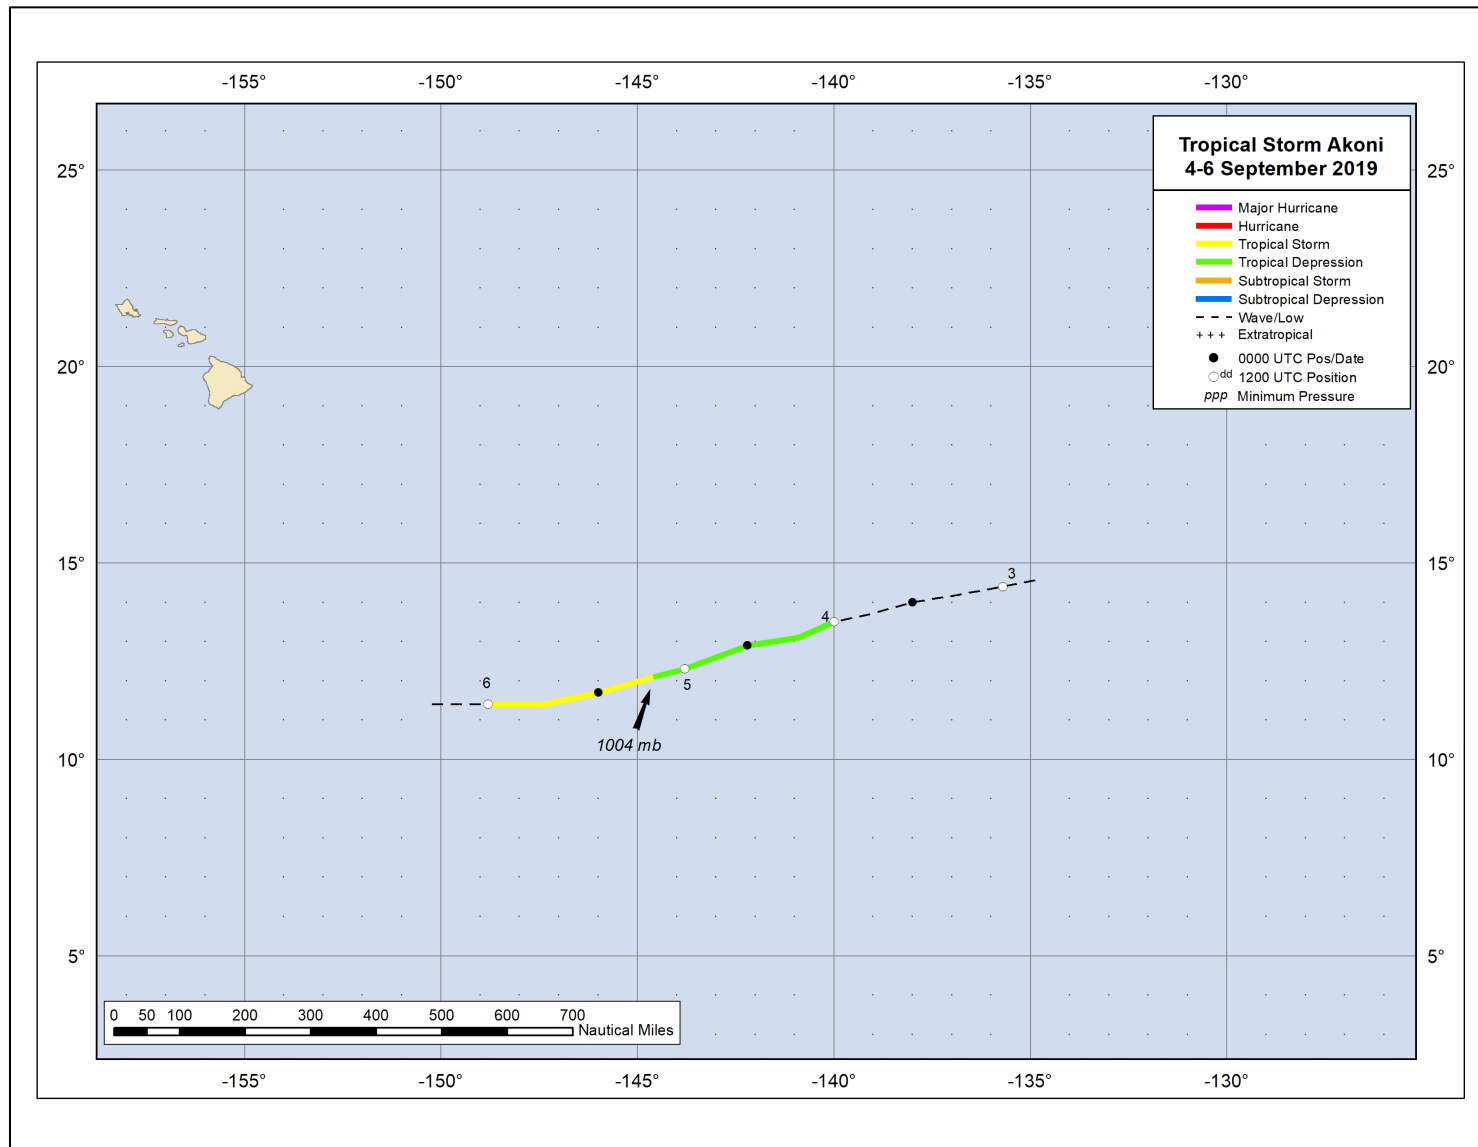 -155° -150° -145° -140° -135° -130°
Tropical Storm Akoni
4-6 September 2019
Major Hurricane
Hurricane
Tropical Storm
Tropical Depression
Subtropical Storm
Subtropical Depression
Wave/Low
+++ Extratropical
0000 UTC Pos/Date
dd 1200 UTC Position
ppp Minimum Pressure
25° 25°
20° 20°
15° 15°
3
4
5
6
1004 mb
10° 10°
5° 5°
0 50 100 200 300 400 500 600 700
Nautical Miles
-155° -150° -145° -140° -135° -130°